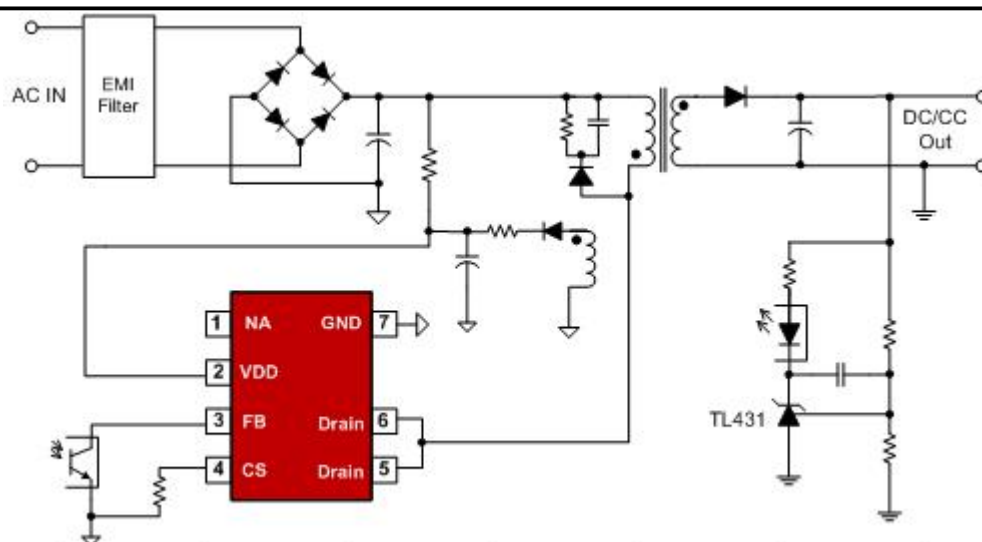 AC IN
EMI
Filter
DC/CC
Out
1 NA GND 7
2 VDD
3 FB Drain 6
4 CS Drain 5
TL431